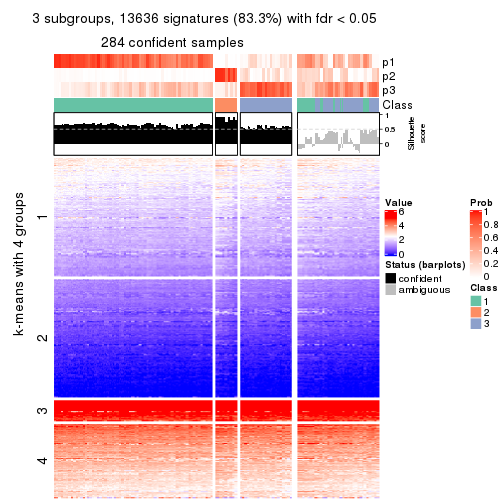 3 subgroups, 13636 signatures (83.3%) with fdr < 0.05
284 confident samples
p1
p2
p3
Class
1
0.5
0
Silhouette
score
k-means with 4 groups
1
2
3
4
Value
6
4
2
0
Status (barplots)
confident
ambiguous
Prob
1
0.8
0.6
0.4
0.2
0
Class
1
2
3